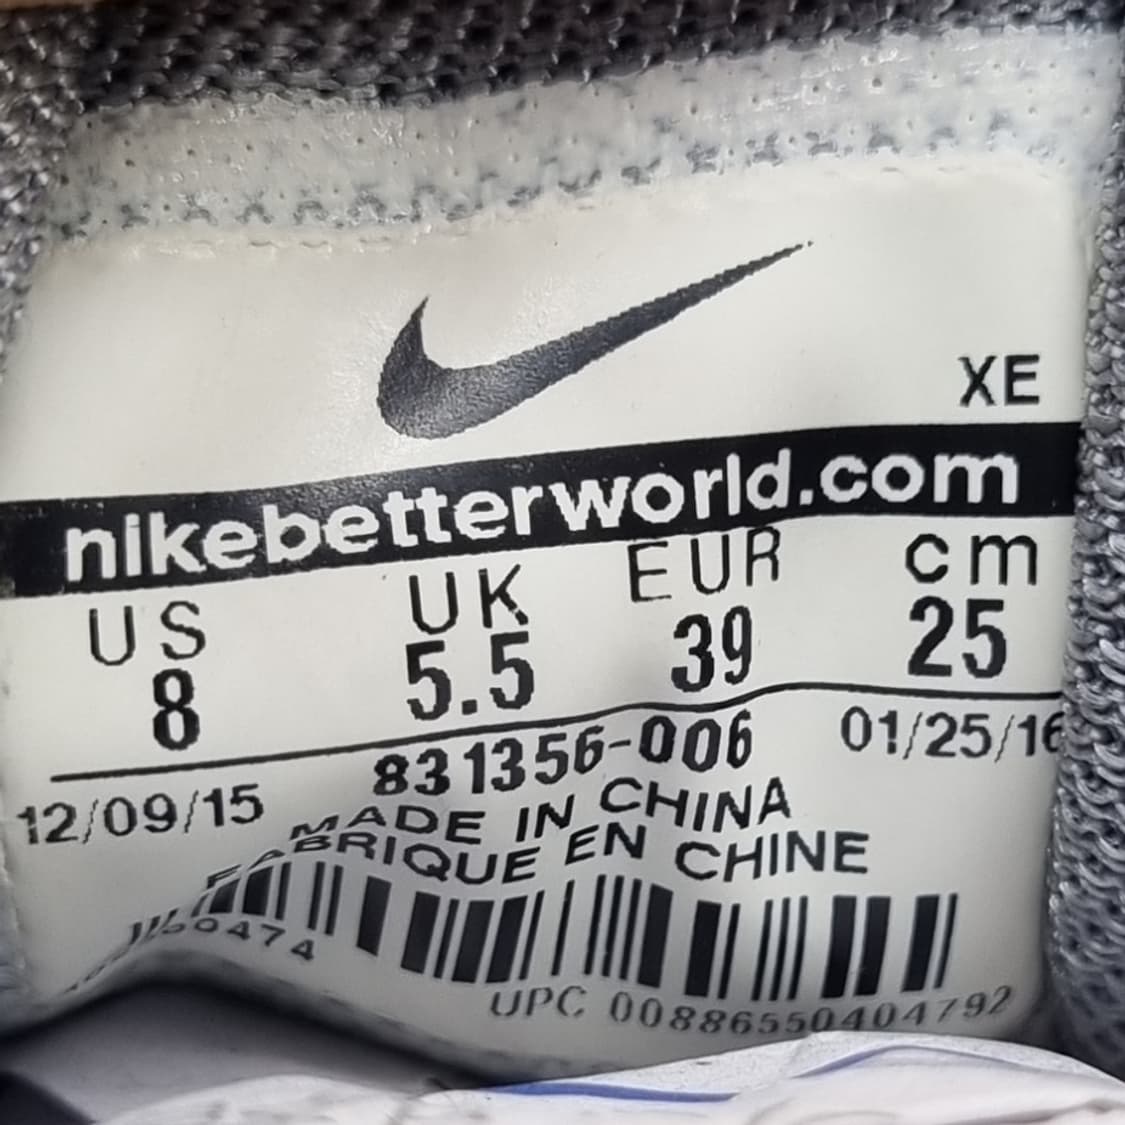 XE
nikebetterworld.com
US UK EUR cm
8 5.5 39 25
12/09/15 831356-006 01/25/16
MADE IN CHINA
FABRIQUE EN CHINE
UPC 00886550404792